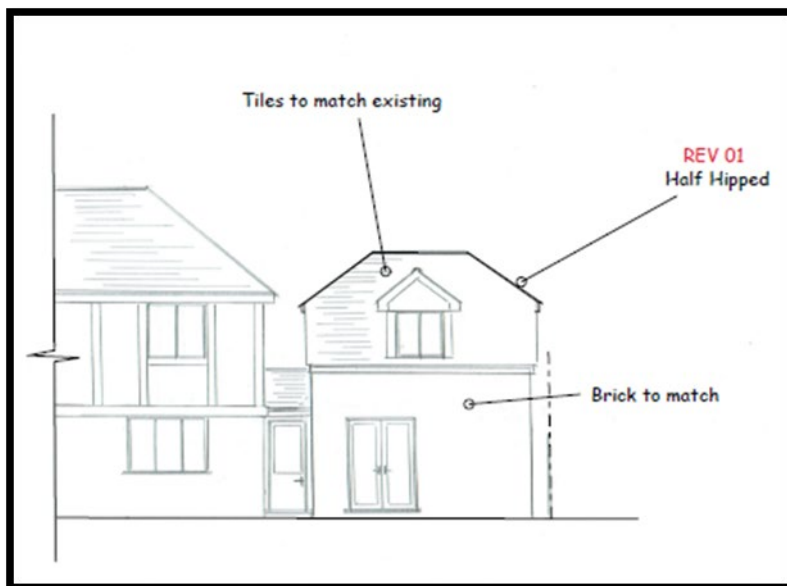 Tiles to match existing
REV 01
Half Hipped
Brick to match